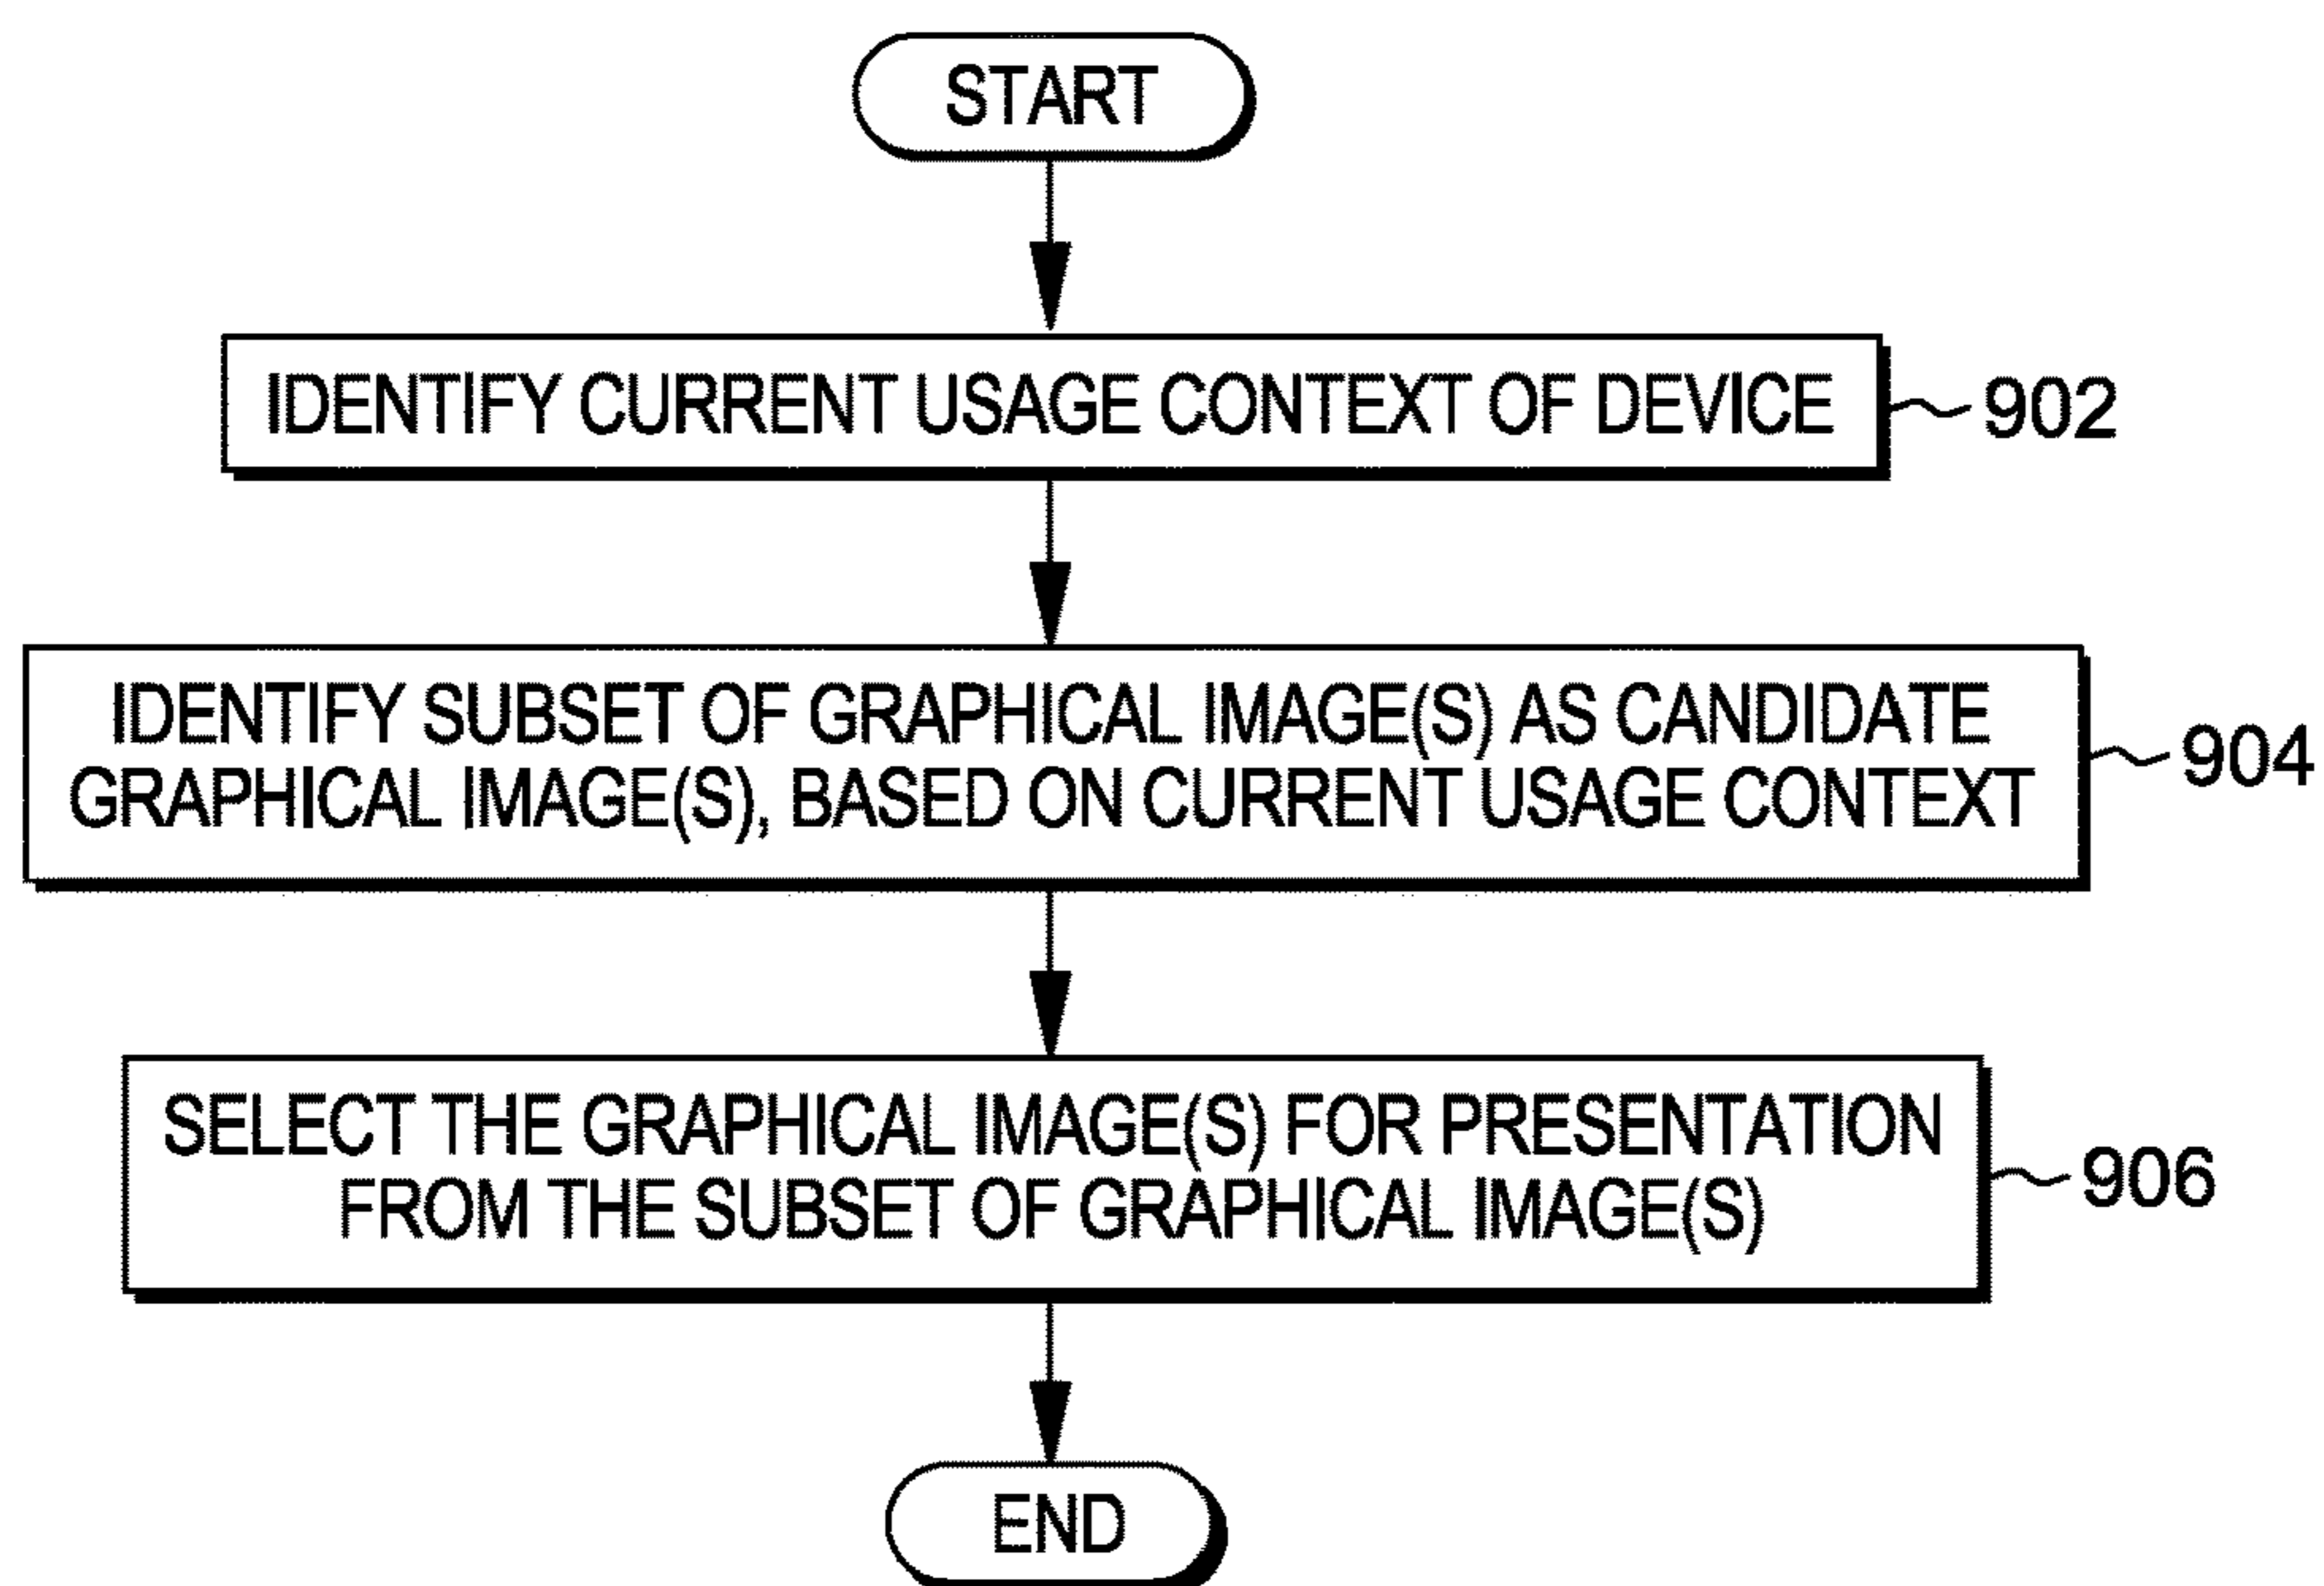 START
IDENTIFY CURRENT USAGE CONTEXT OF DEVICE
902
IDENTIFY SUBSET OF GRAPHICAL IMAGE(S) AS CANDIDATE
GRAPHICAL IMAGE(S), BASED ON CURRENT USAGE CONTEXT
904
SELECT THE GRAPHICAL IMAGE(S) FOR PRESENTATION
FROM THE SUBSET OF GRAPHICAL IMAGE(S)
906
END